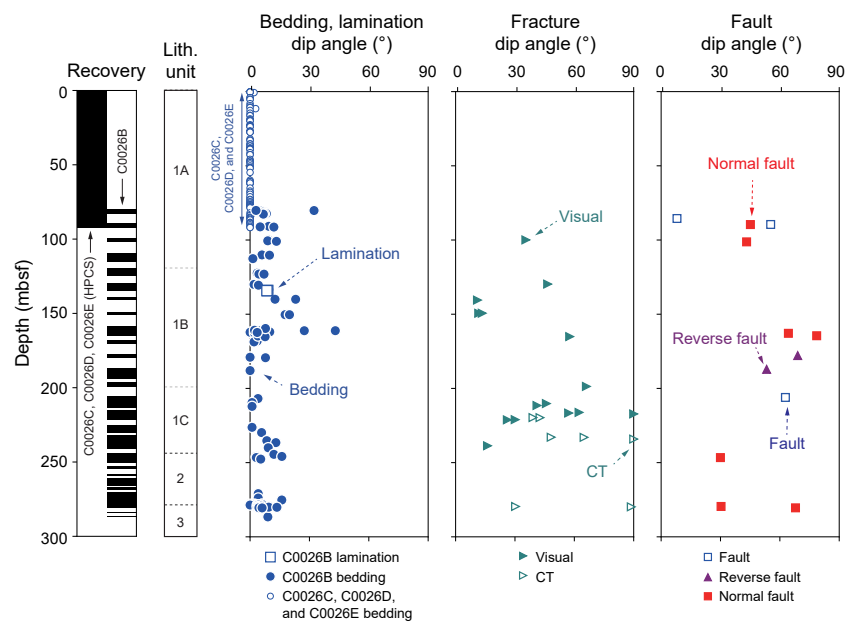 Bedding, lamination
dip angle (°)
Fracture
dip angle (°)
Fault
dip angle (°)
Recovery
Lith.
unit
0 30 60 90
0 30 60 90
0 30 60 90
Depth (mbsf)
0
50
100
150
200
250
300
C0026B
C0026C, C0026D, C0026E (HPCS)
1A
1B
1C
2
3
C0026C,
C0026D, and C0026E
Lamination
Bedding
Visual
CT
Normal fault
Reverse fault
Fault
C0026B lamination
C0026B bedding
C0026C, C0026D,
and C0026E bedding
Visual
CT
Fault
Reverse fault
Normal fault